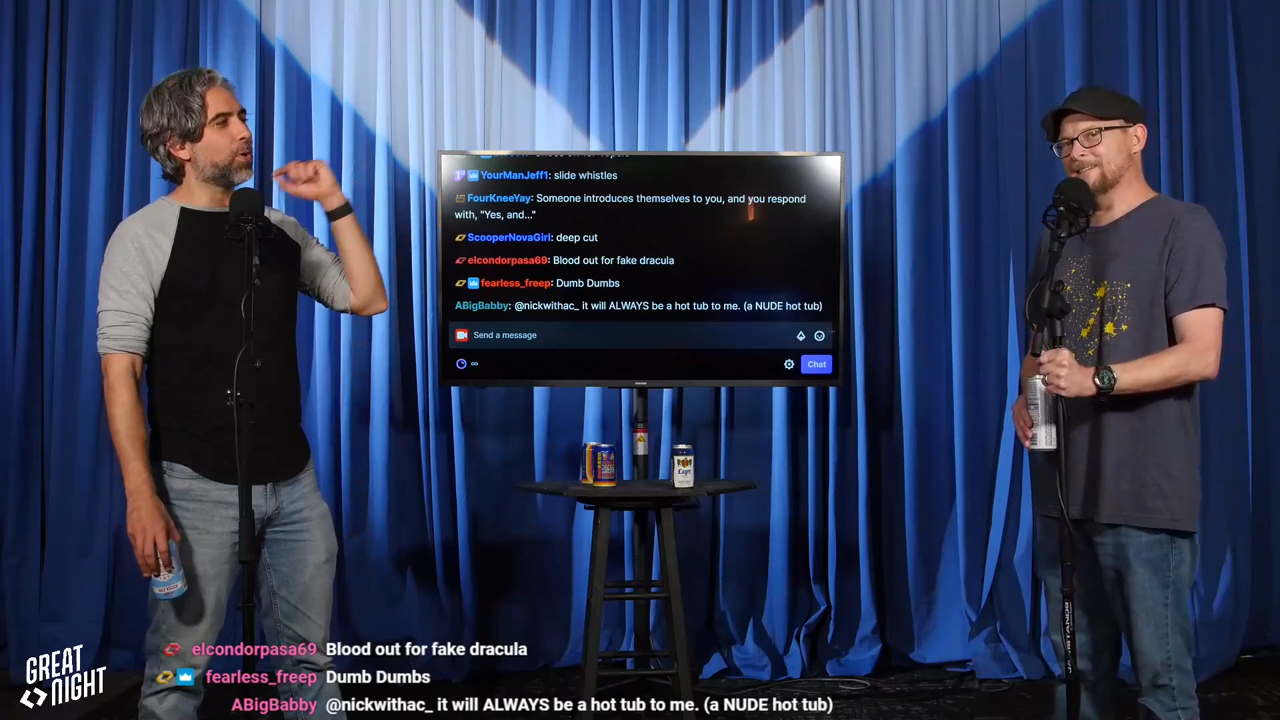 YourManJeff1: slide whistles
FourKneeYay: Someone introduces themselves to you, and you respond
with, "Yes, and..."
ScooperNovaGirl: deep cut
elcondorpasa69: Blood out for fake dracula
fearless_freep: Dumb Dumbs
ABigBabby: @nickwithac_ it will ALWAYS be a hot tub to me. (a NUDE hot tub)
Send a message
Chat
elcondorpasa69 Blood out for fake dracula
fearless_freep Dumb Dumbs
ABigBabby @nickwithac_ it will ALWAYS be a hot tub to me. (a NUDE hot tub)
GREAT
NIGHT